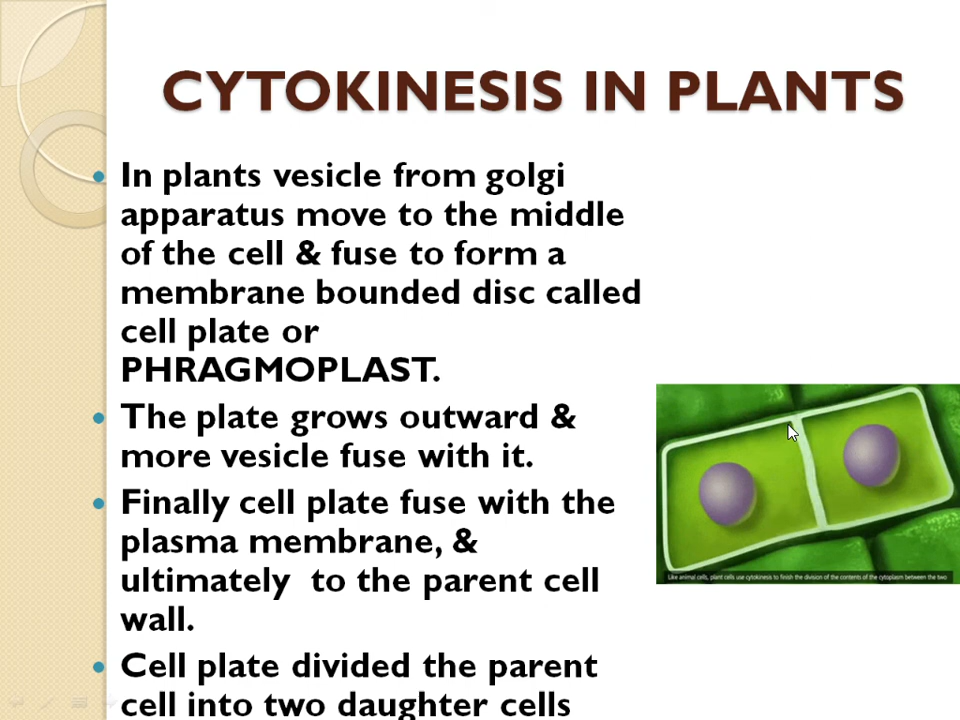 CYTOKINESIS IN PLANTS
In plants vesicle from golgi
apparatus move to the middle
of the cell & fuse to form a
membrane bounded disc called
cell plate or
PHRAGMOPLAST.
The plate grows outward &
more vesicle fuse with it.
Finally cell plate fuse with the
plasma membrane, &
ultimately to the parent cell
wall.
Cell plate divided the parent
cell into two daughter cells
Like animal cells, plant cells use cytokinesis to finish the division of the contents of the cytoplasm between the two